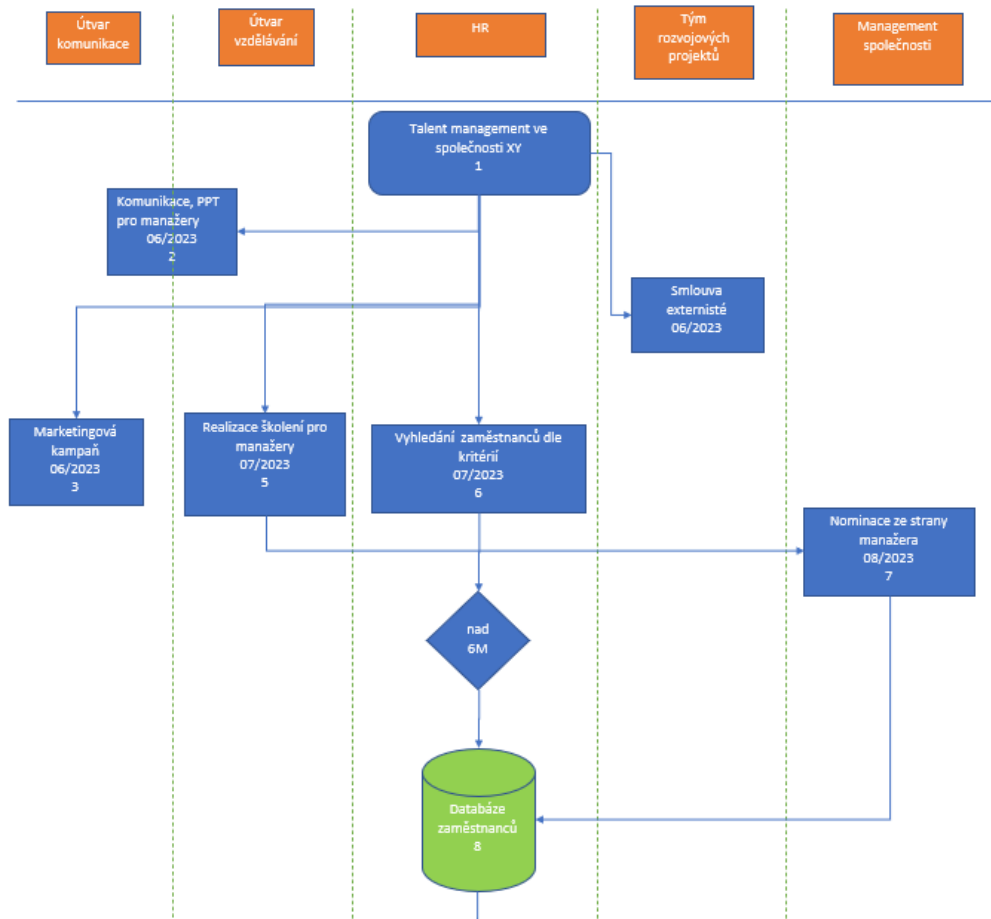 Útvar
komunikace
Útvar
vzdělávání
HR
Tým
rozvojových
projektů
Management
společnosti
Talent management ve
společnosti XY
1
Komunikace, PPT
pro manažery
06/2023
2
Smlouva
externisté
06/2023
Marketingová
kampaň
06/2023
3
Realizace školení pro
manažery
07/2023
5
Vyhledání zaměstnanců dle
kritérií
07/2023
6
Nominace ze strany
manažera
08/2023
7
nad
6M
Databáze
zaměstnanců
8